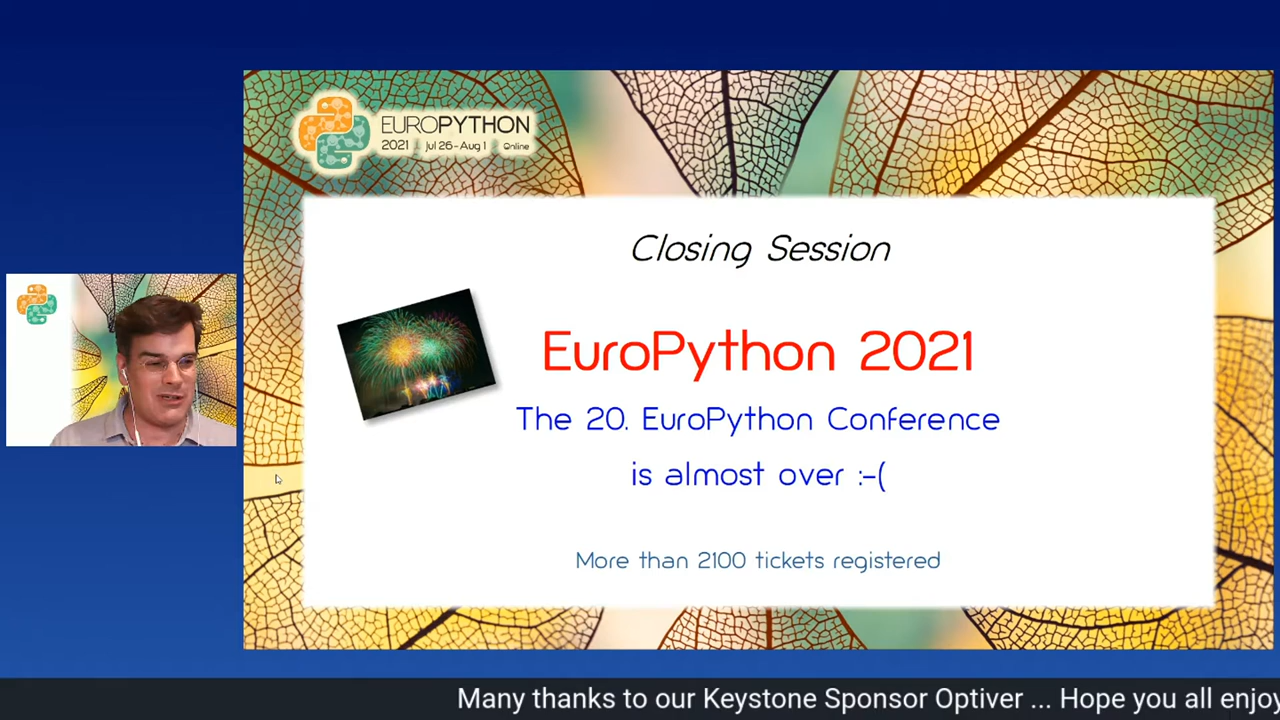 EUROPYTHON
2021 Jul 26-Aug 1 Online
Closing Session
EuroPython 2021
The 20. EuroPython Conference
is almost over :-(
More than 2100 tickets registered
Many thanks to our Keystone Sponsor Optiver ... Hope you all enjoy